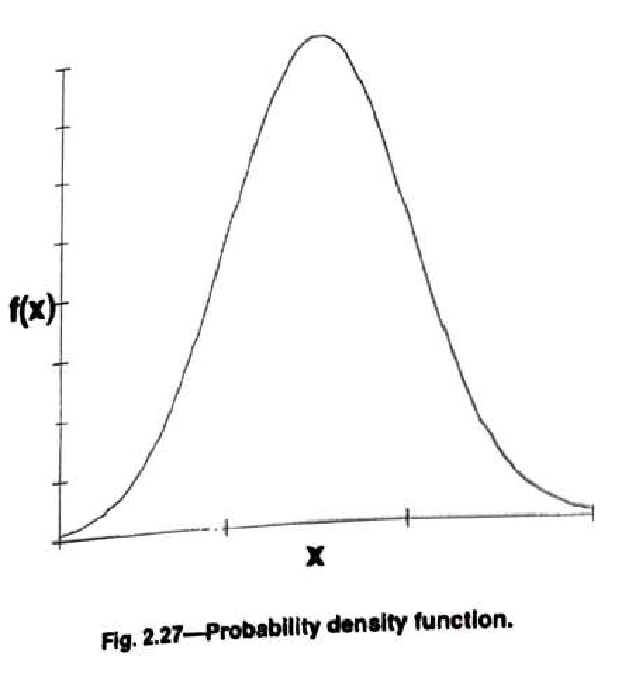 f(x)
x
Fig. 2.27—Probability density function.